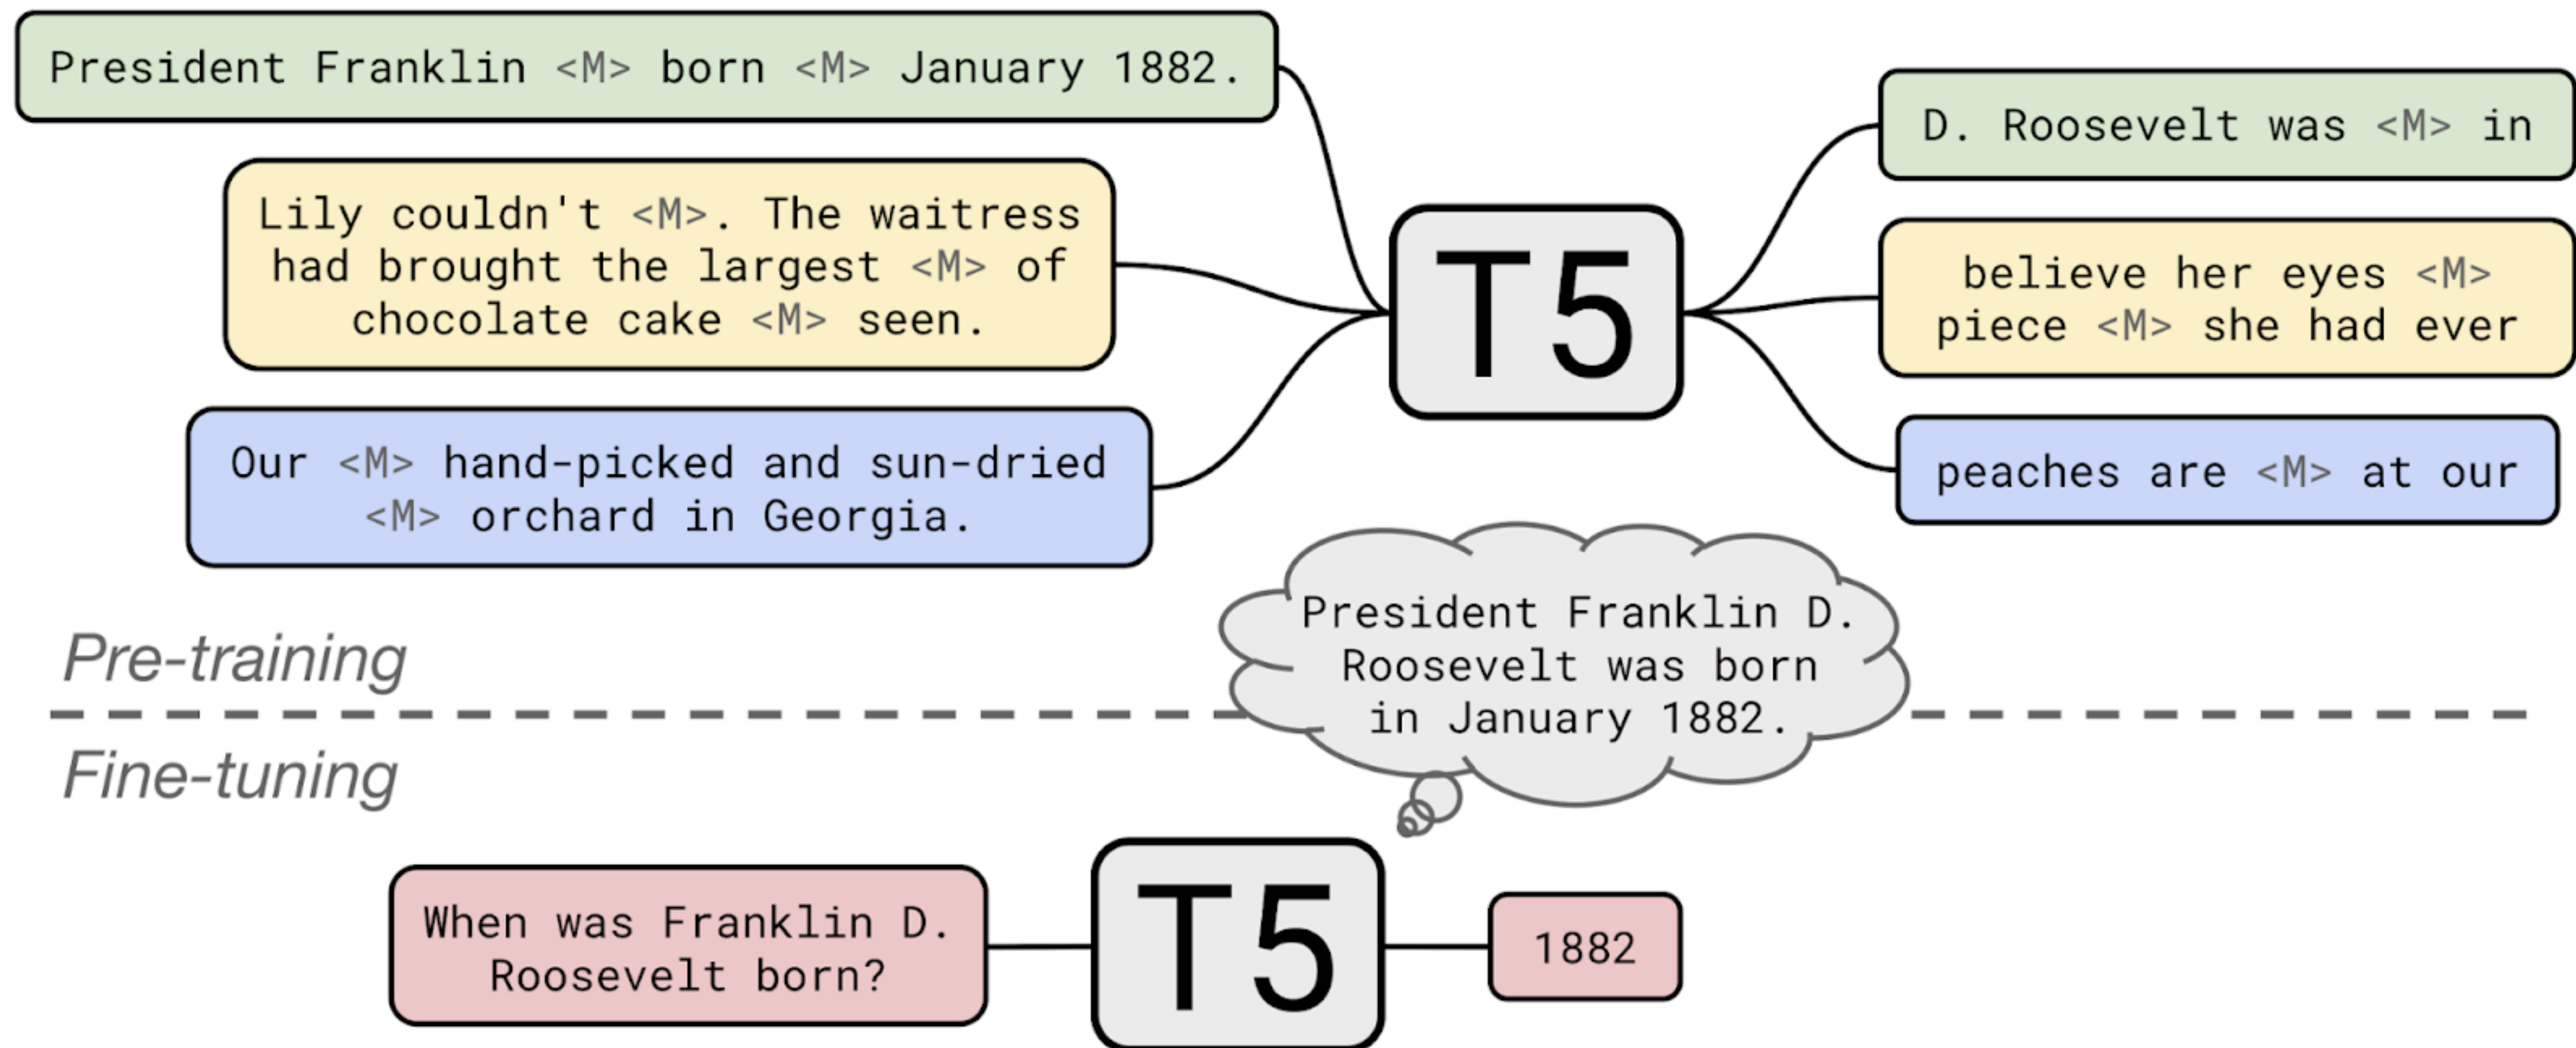 President Franklin <M> born <M> January 1882.
Lily couldn't <M>. The waitress
had brought the largest <M> of
chocolate cake <M> seen.
Our <M> hand-picked and sun-dried
<M> orchard in Georgia.
T5
D. Roosevelt was <M> in
believe her eyes <M>
piece <M> she had ever
peaches are <M> at our
Pre-training
President Franklin D.
Roosevelt was born
in January 1882.
Fine-tuning
When was Franklin D.
Roosevelt born?
T5
1882